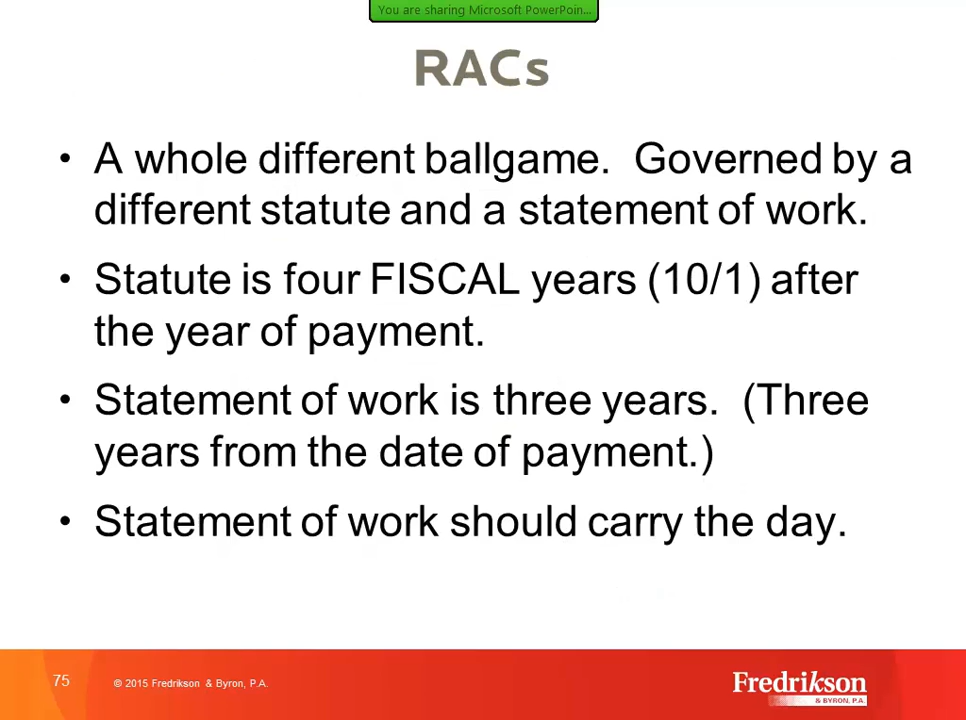 You are sharing Microsoft PowerPoin...
RACs
• A whole different ballgame.  Governed by a
different statute and a statement of work.
• Statute is four FISCAL years (10/1) after
the year of payment.
• Statement of work is three years.  (Three
years from the date of payment.)
• Statement of work should carry the day.
75
© 2015 Fredrikson & Byron, P.A.
Fredrikson
& BYRON, P.A.